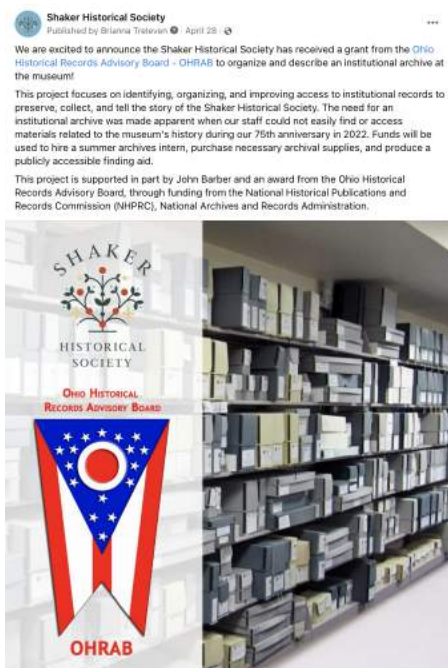 Shaker Historical Society
Published by Brianna Treleven · April 28 ·
We are excited to announce the Shaker Historical Society has received a grant from the Ohio
Historical Records Advisory Board - OHRAB to organize and describe an institutional archive at
the museum!
This project focuses on identifying, organizing, and improving access to institutional records to
preserve, collect, and tell the story of the Shaker Historical Society. The need for an
institutional archive was made apparent when our staff could not easily find or access
materials related to the museum's history during our 75th anniversary in 2022. Funds will be
used to hire a summer archives intern, purchase necessary archival supplies, and produce a
publicly accessible finding aid.
This project is supported in part by John Barber and an award from the Ohio Historical
Records Advisory Board, through funding from the National Historical Publications and
Records Commission (NHPRC), National Archives and Records Administration.
SHAKER
HISTORICAL
SOCIETY
OHIO HISTORICAL
RECORDS ADVISORY BOARD
OHRAB